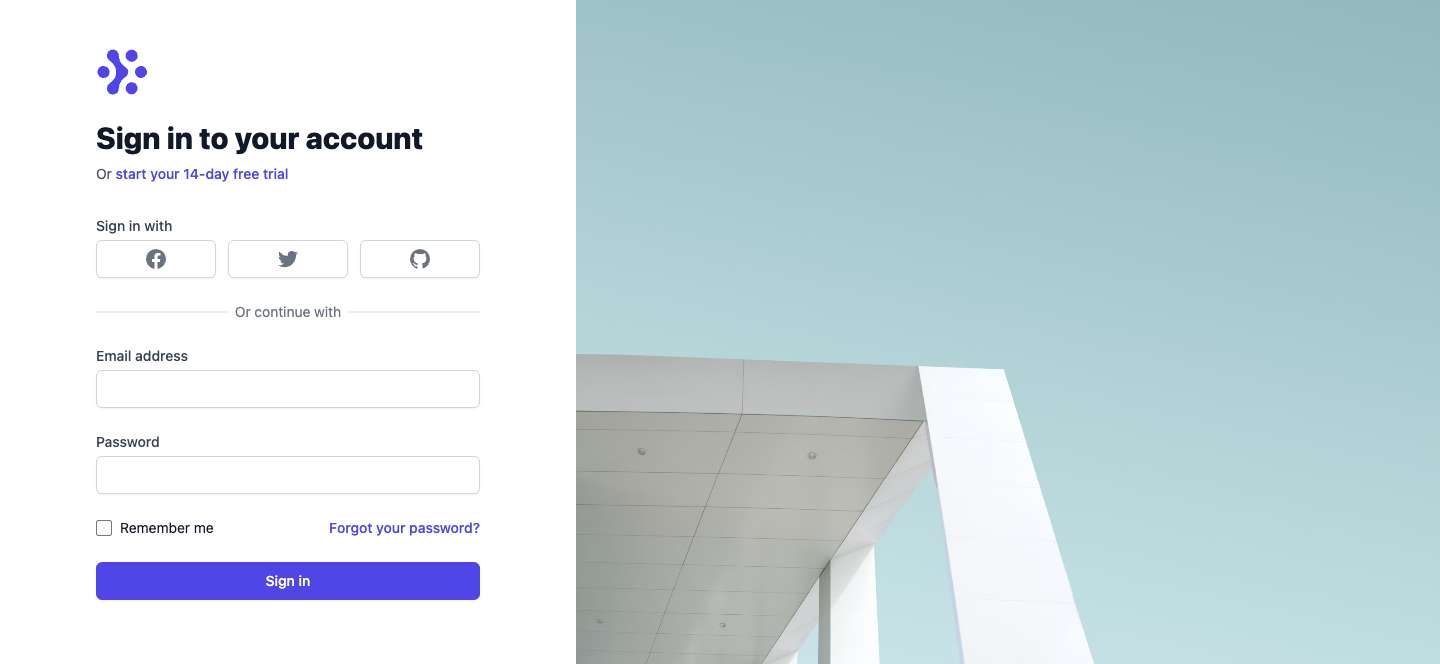 Sign in to your account
Or start your 14-day free trial
Sign in with
Or continue with
Email address
Password
Remember me
Forgot your password?
Sign in